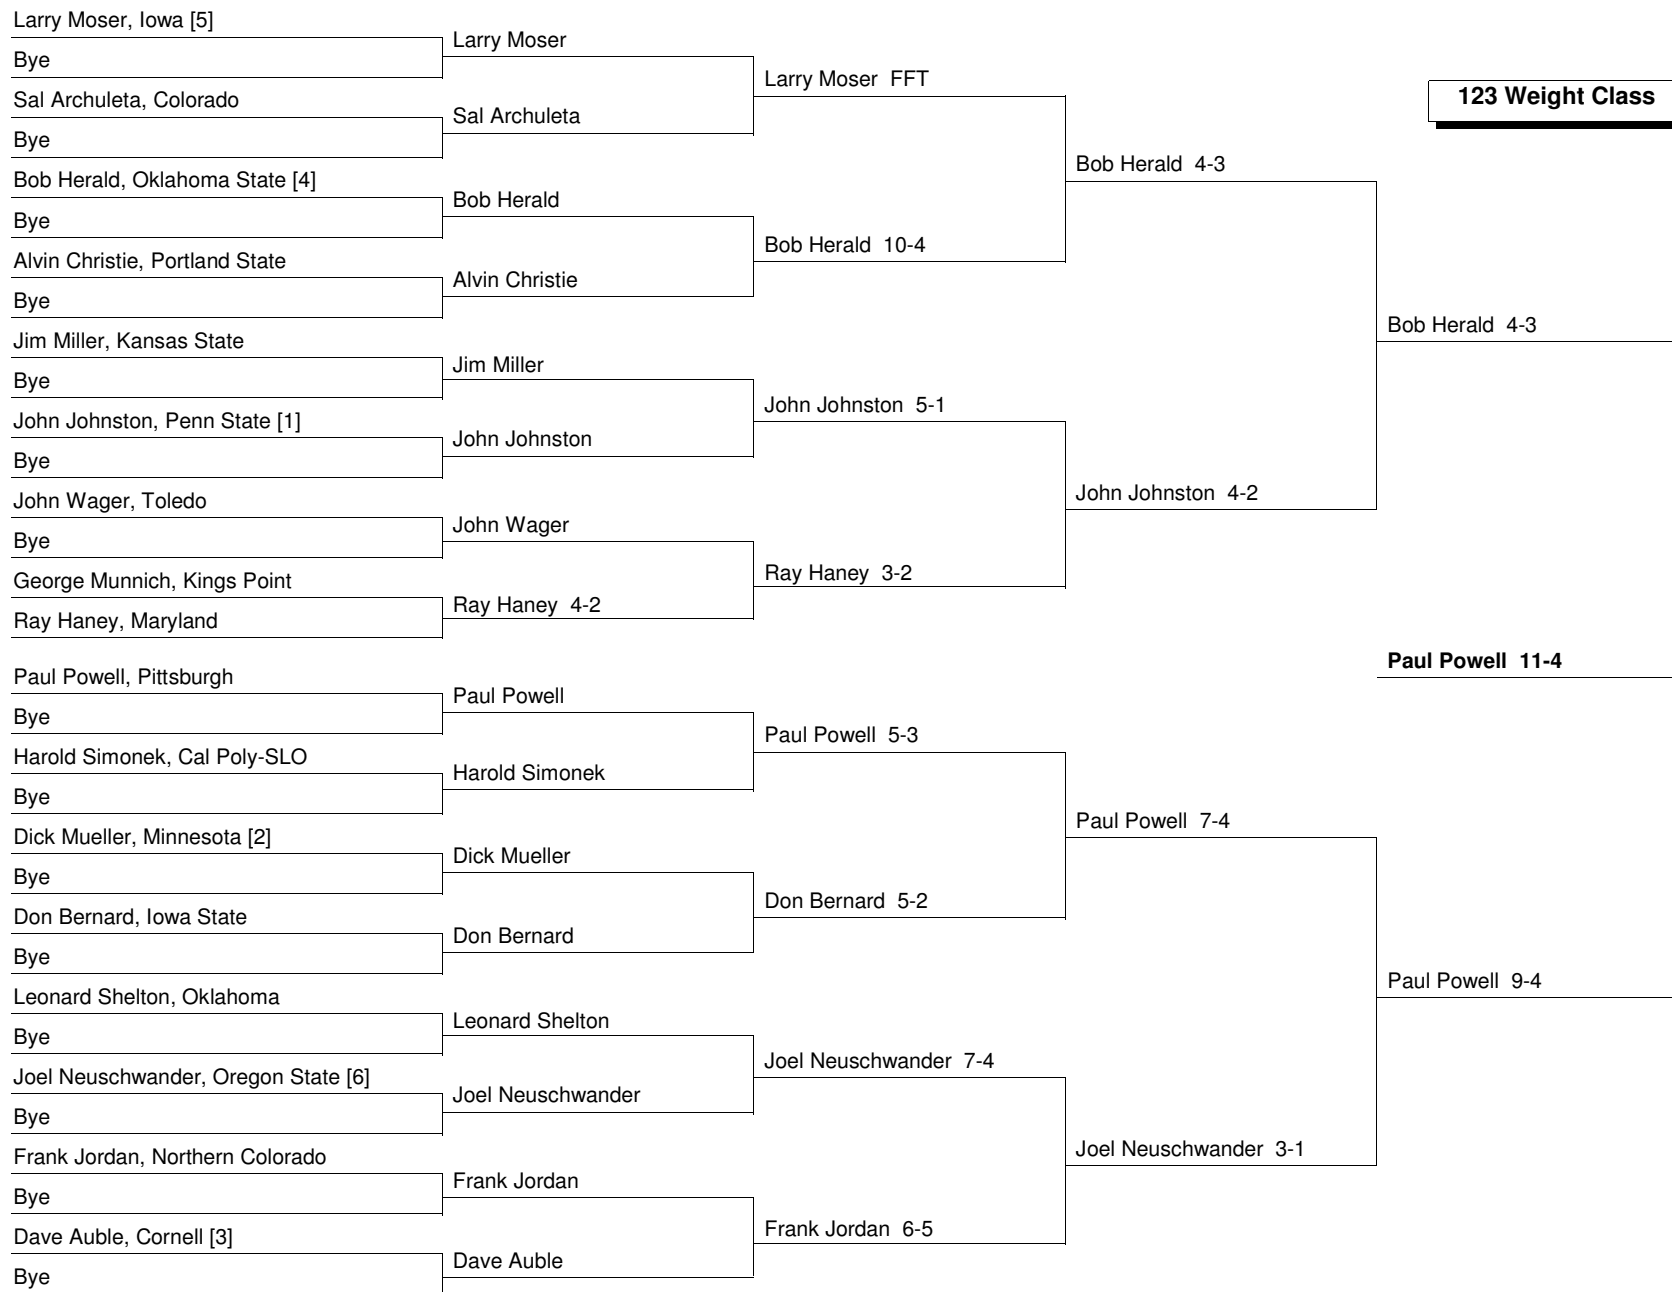 Larry Moser, Iowa [5]
Bye
Sal Archuleta, Colorado
Bye
Bob Herald, Oklahoma State [4]
Bye
Alvin Christie, Portland State
Bye
Jim Miller, Kansas State
Bye
John Johnston, Penn State [1]
Bye
John Wager, Toledo
Bye
George Munnich, Kings Point
Ray Haney, Maryland
Paul Powell, Pittsburgh
Bye
Harold Simonek, Cal Poly-SLO
Bye
Dick Mueller, Minnesota [2]
Bye
Don Bernard, Iowa State
Bye
Leonard Shelton, Oklahoma
Bye
Joel Neuschwander, Oregon State [6]
Bye
Frank Jordan, Northern Colorado
Bye
Dave Auble, Cornell [3]
Bye
Larry Moser
Sal Archuleta
Bob Herald
Alvin Christie
Jim Miller
John Johnston
John Wager
Ray Haney 4-2
Paul Powell
Harold Simonek
Dick Mueller
Don Bernard
Leonard Shelton
Joel Neuschwander
Frank Jordan
Dave Auble
Larry Moser FFT
Bob Herald 10-4
John Johnston 5-1
Ray Haney 3-2
Paul Powell 5-3
Don Bernard 5-2
Joel Neuschwander 7-4
Frank Jordan 6-5
Bob Herald 4-3
John Johnston 4-2
Paul Powell 7-4
Joel Neuschwander 3-1
123 Weight Class
Bob Herald 4-3
Paul Powell 11-4
Paul Powell 9-4